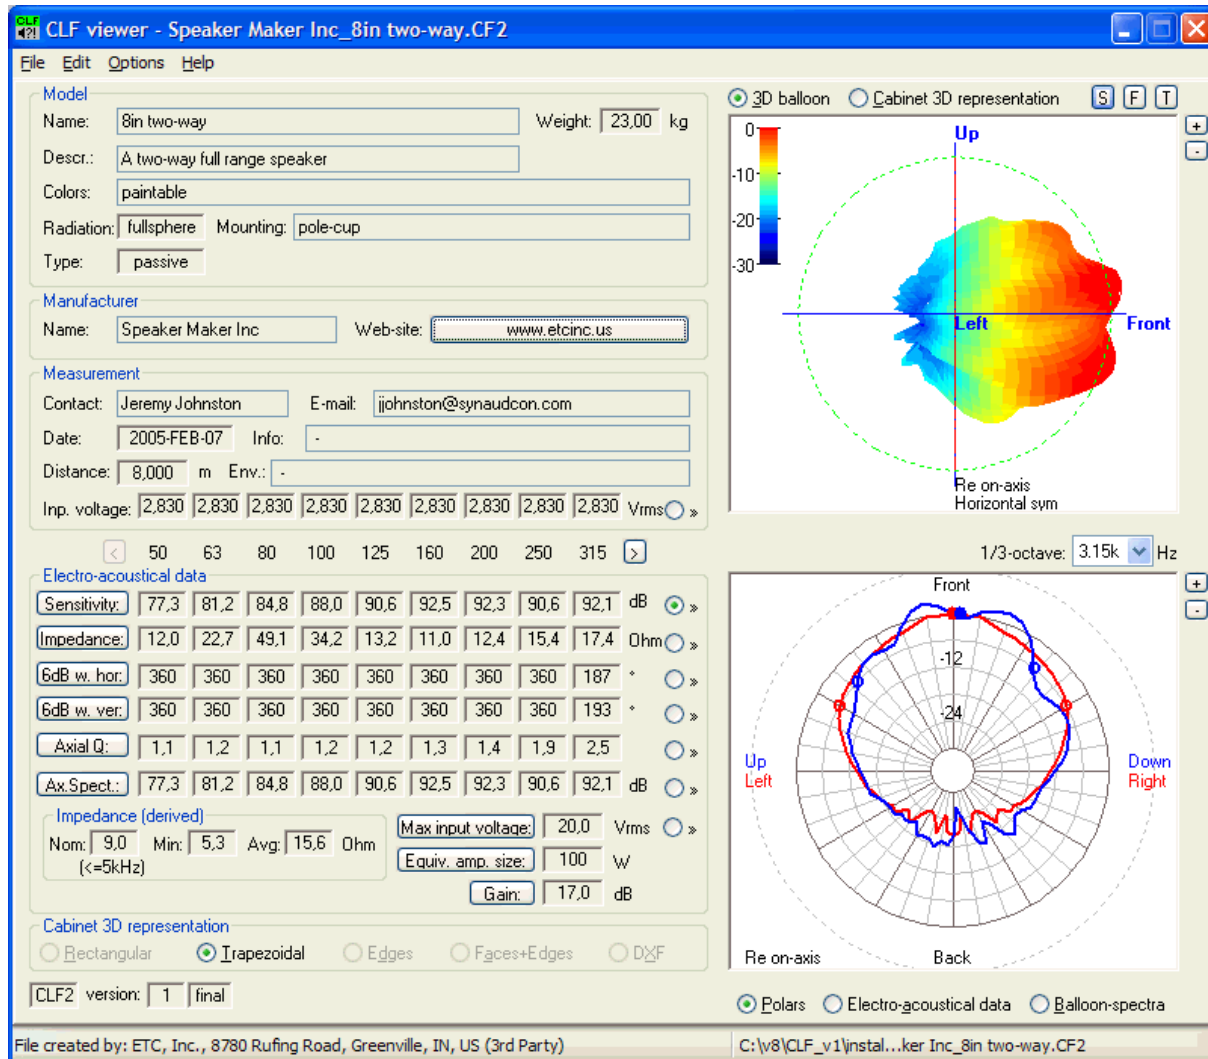 CLF viewer - Speaker Maker Inc_8in two-way.CF2
File Edit Options Help
Model
Name: 8in two-way Weight: 23,00 kg
Descr.: A two-way full range speaker
Colors: paintable
Radiation: fullsphere Mounting: pole-cup
Type: passive
Manufacturer
Name: Speaker Maker Inc Web-site: www.etcinc.us
Measurement
Contact: Jeremy Johnston E-mail: jjohnston@synaudcon.com
Date: 2005-FEB-07 Info: -
Distance: 8,000 m Env.: -
Inp. voltage: 2,830 2,830 2,830 2,830 2,830 2,830 2,830 2,830 2,830 Vrms »
< 50 63 80 100 125 160 200 250 315 >
Electro-acoustical data
Sensitivity: 77,3 81,2 84,8 88,0 90,6 92,5 92,3 90,6 92,1 dB »
Impedance: 12,0 22,7 49,1 34,2 13,2 11,0 12,4 15,4 17,4 Ohm »
6dB w. hor: 360 360 360 360 360 360 360 360 187 ° »
6dB w. ver: 360 360 360 360 360 360 360 360 193 ° »
Axial Q: 1,1 1,2 1,1 1,2 1,2 1,3 1,4 1,9 2,5 »
Ax.Spect.: 77,3 81,2 84,8 88,0 90,6 92,5 92,3 90,6 92,1 dB »
Impedance (derived)
Nom: 9,0 Min: 5,3 Avg: 15,6 Ohm
(<=5kHz)
Max input voltage: 20,0 Vrms »
Equiv. amp. size: 100 W
Gain: 17,0 dB
Cabinet 3D representation
Rectangular Trapezoidal Edges Faces+Edges DXF
CLF2 version: 1 final
3D balloon Cabinet 3D representation S F T
+
-
0
-10
-20
-30
Up
Left Front
Re on-axis
Horizontal sym
1/3-octave: 3.15k Hz
+
-
Front
-12
-24
Up Down
Left Right
Re on-axis Back
Polars Electro-acoustical data Balloon-spectra
File created by: ETC, Inc., 8780 Rufing Road, Greenville, IN, US (3rd Party) C:\v8\CLF_v1\instal...ker Inc_8in two-way.CF2